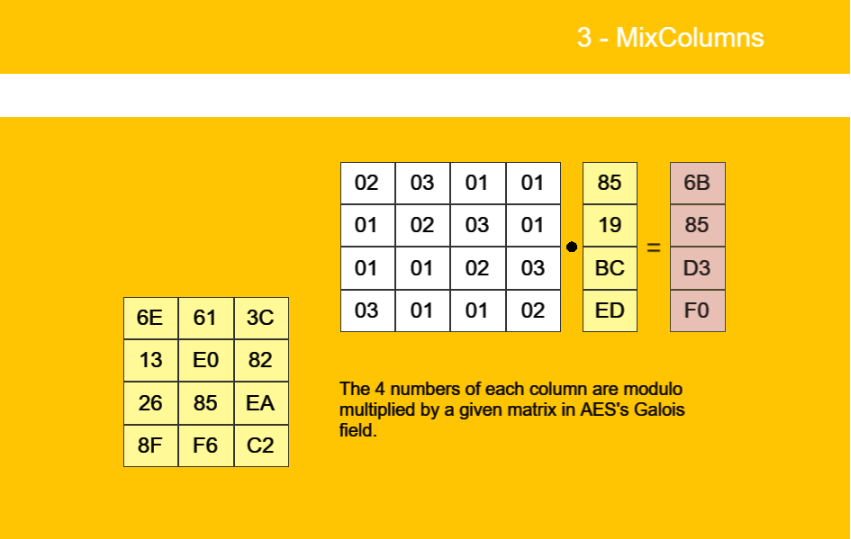 3 - MixColumns
02 03 01 01 85 6B
01 02 03 01 19 85
=
01 01 02 03 BC D3
03 01 01 02 ED F0
6E 61 3C
13 E0 82
26 85 EA
8F F6 C2
The 4 numbers of each column are modulo
multiplied by a given matrix in AES's Galois
field.